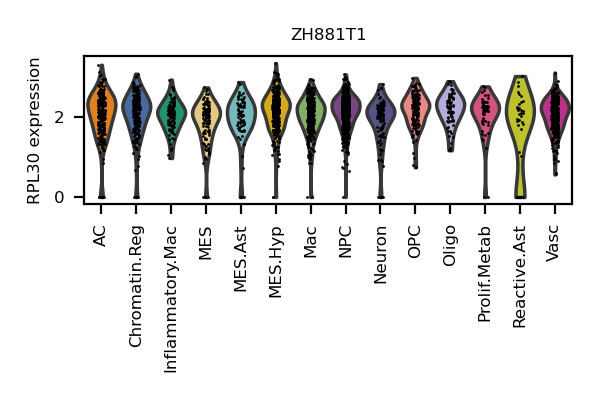 ZH881T1
RPL30 expression
2
0
AC
Chromatin.Reg
Inflammatory.Mac
MES
MES.Ast
MES.Hyp
Mac
NPC
Neuron
OPC
Oligo
Prolif.Metab
Reactive.Ast
Vasc